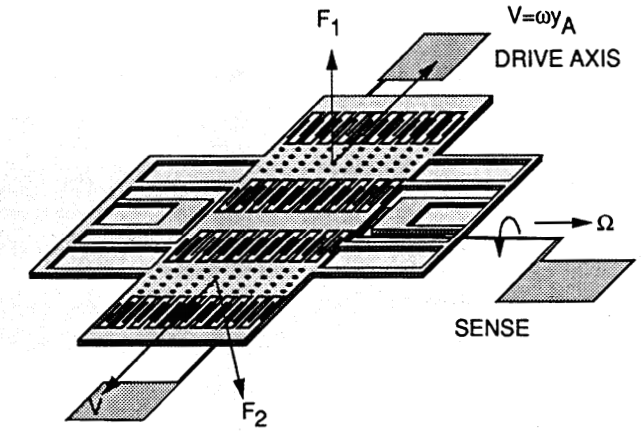 F1
V=ωyA
DRIVE AXIS
Ω
SENSE
V
F2